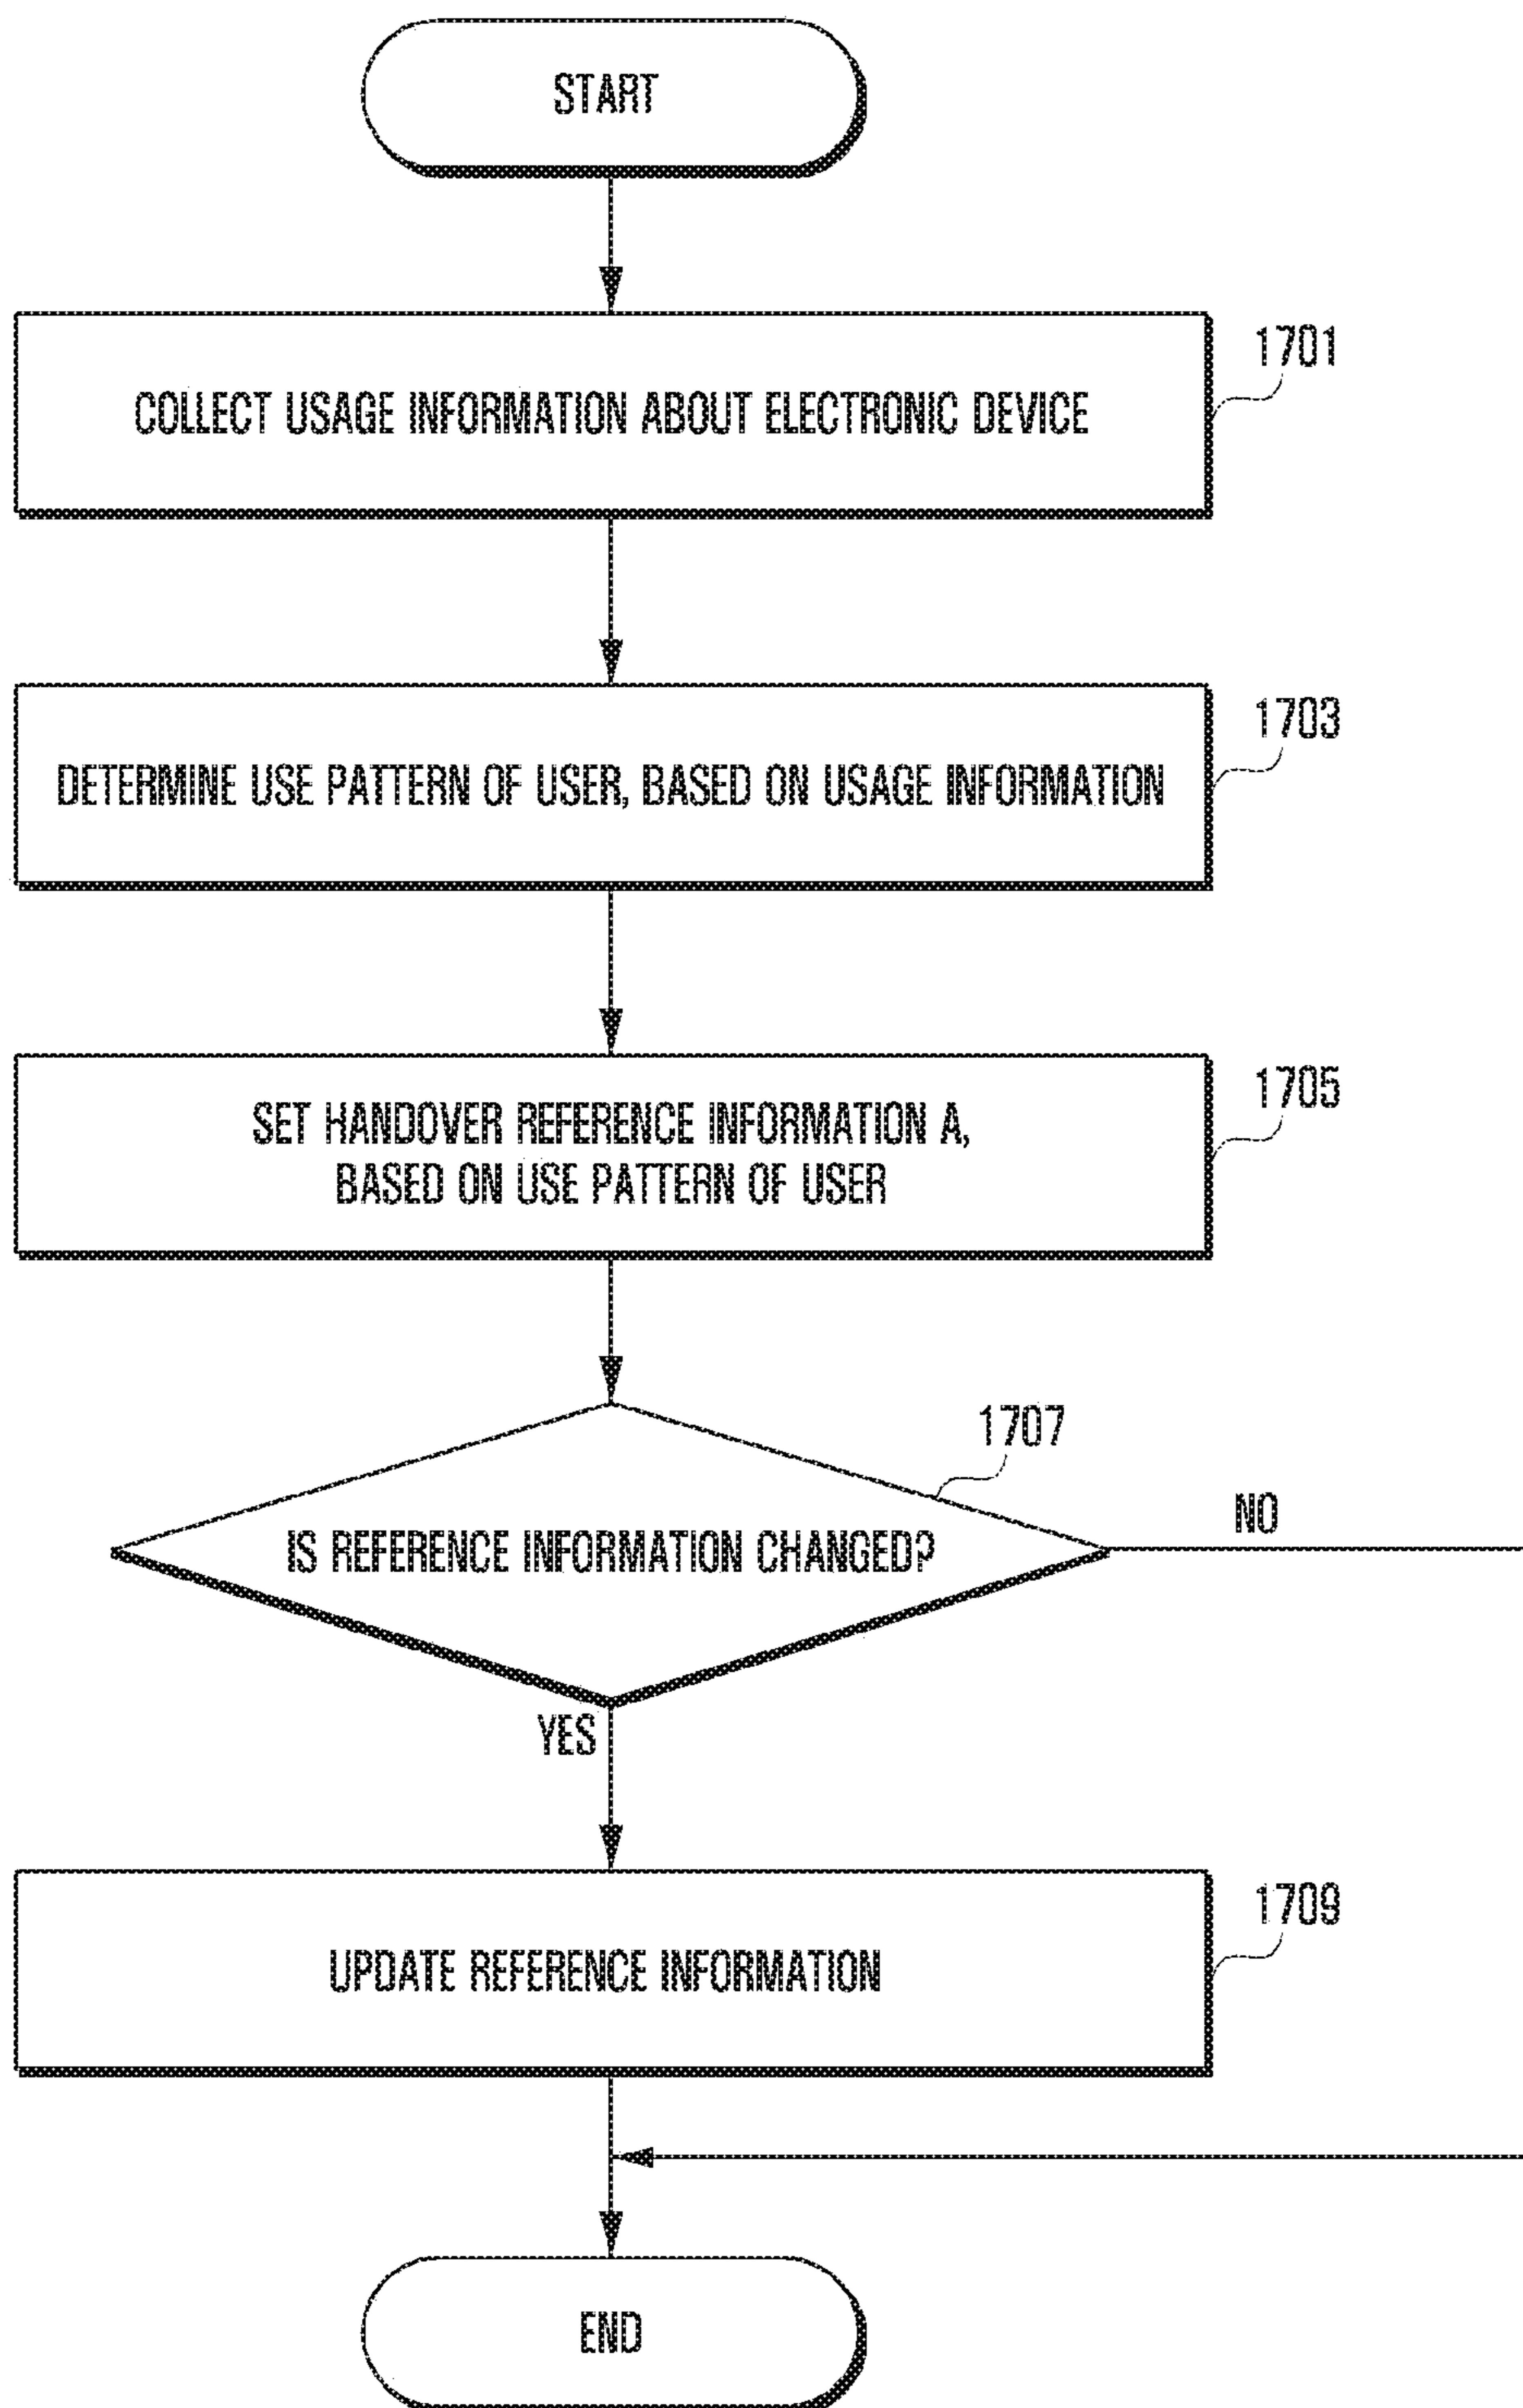 START
1701
COLLECT USAGE INFORMATION ABOUT ELECTRONIC DEVICE
1703
DETERMINE USE PATTERN OF USER, BASED ON USAGE INFORMATION
1705
SET HANDOVER REFERENCE INFORMATION A,
BASED ON USE PATTERN OF USER
1707
IS REFERENCE INFORMATION CHANGED?
NO
YES
1709
UPDATE REFERENCE INFORMATION
END